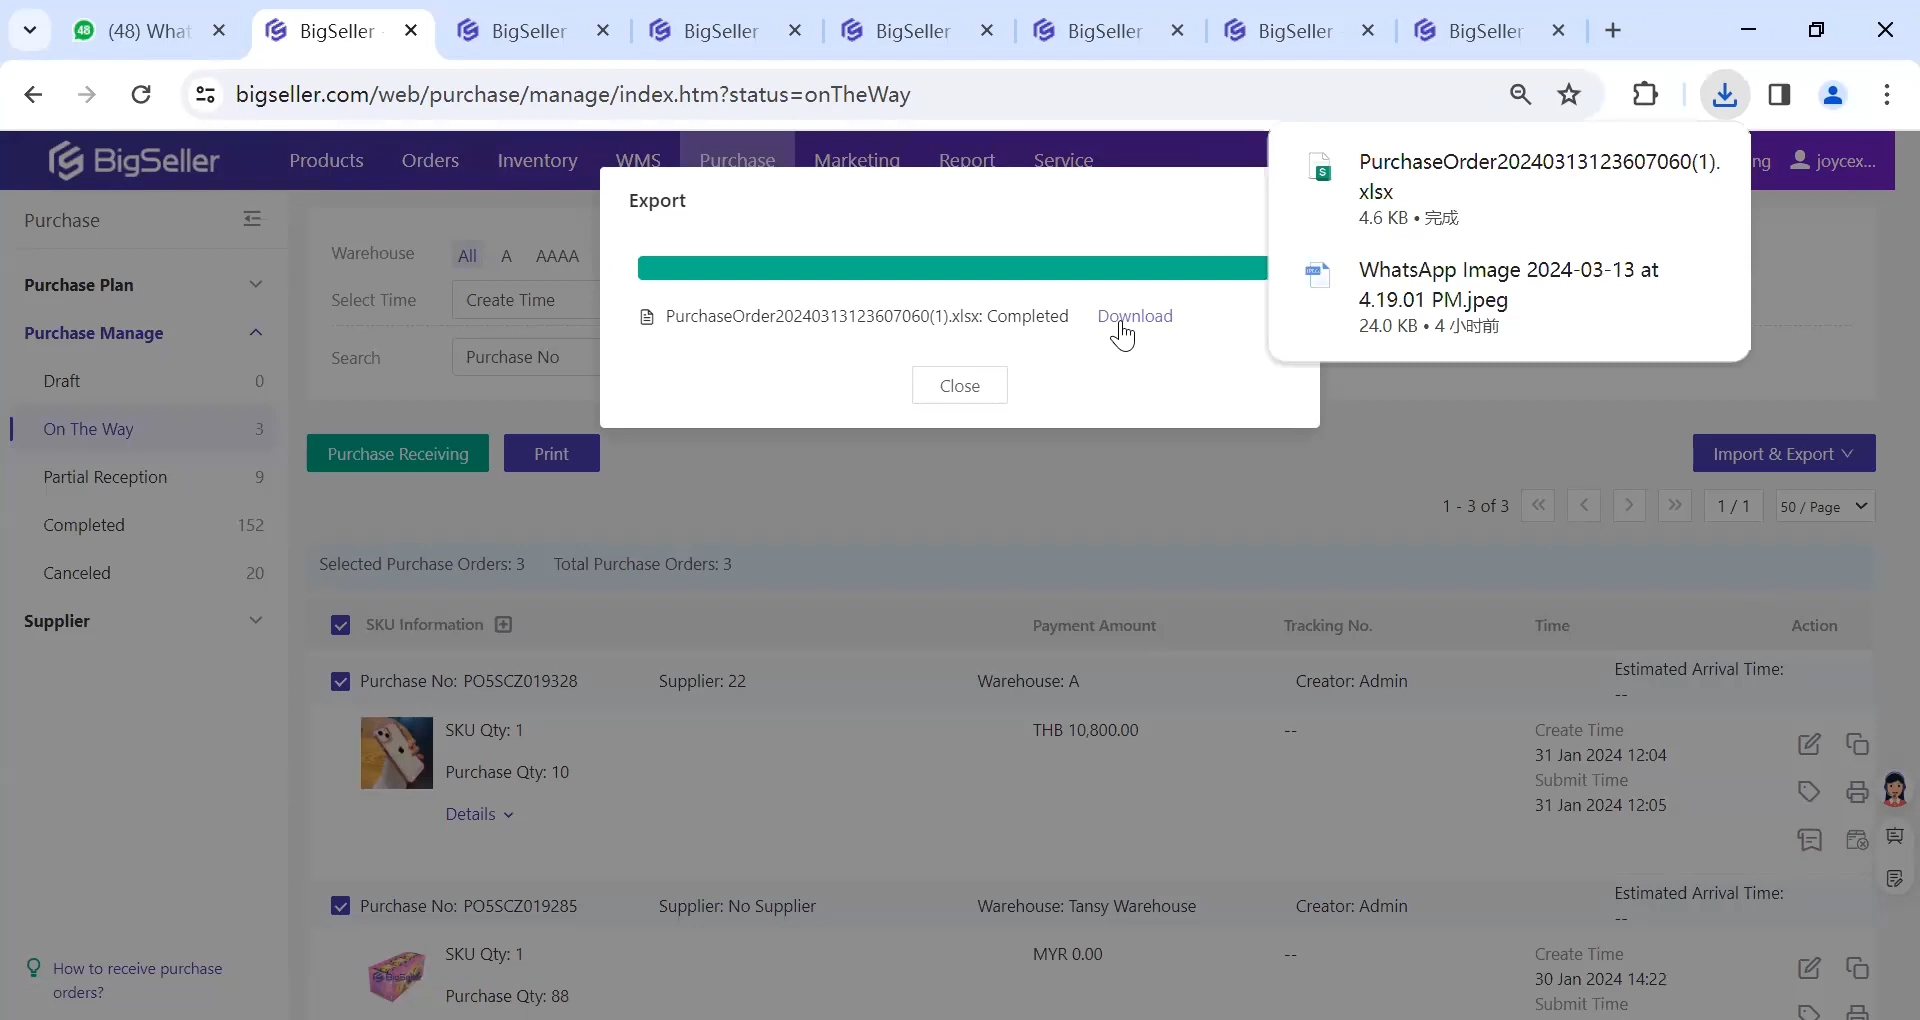 48
(48) What
BigSeller
BigSeller
BigSeller
BigSeller
BigSeller
BigSeller
BigSeller
bigseller.com/web/purchase/manage/index.htm?status=onTheWay
BigSeller
Products
Orders
Inventory
WMS
Purchase
Marketing
Report
Service
ng
joycex...
PurchaseOrder20240313123607060(1).
xlsx
4.6 KB • 完成
WhatsApp Image 2024-03-13 at
4.19.01 PM.jpeg
24.0 KB • 4 小时前
Export
PurchaseOrder20240313123607060(1).xlsx: Completed Download
Close
Purchase
Purchase Plan
Purchase Manage
Draft 0
On The Way 3
Partial Reception 9
Completed 152
Canceled 20
Supplier
How to receive purchase
orders?
Warehouse All A AAAA
Select Time Create Time
Search Purchase No
Purchase Receiving
Print
Import & Export
1 - 3 of 3
1 / 1
50 / Page
Selected Purchase Orders: 3 Total Purchase Orders: 3
SKU Information Payment Amount Tracking No. Time Action
Purchase No: PO5SCZ019328 Supplier: 22 Warehouse: A Creator: Admin Estimated Arrival Time:
--
SKU Qty: 1 THB 10,800.00 --
Purchase Qty: 10
Details
Create Time
31 Jan 2024 12:04
Submit Time
31 Jan 2024 12:05
Purchase No: PO5SCZ019285 Supplier: No Supplier Warehouse: Tansy Warehouse Creator: Admin Estimated Arrival Time:
--
BigSeller
SKU Qty: 1 MYR 0.00 --
Purchase Qty: 88
Create Time
30 Jan 2024 14:22
Submit Time